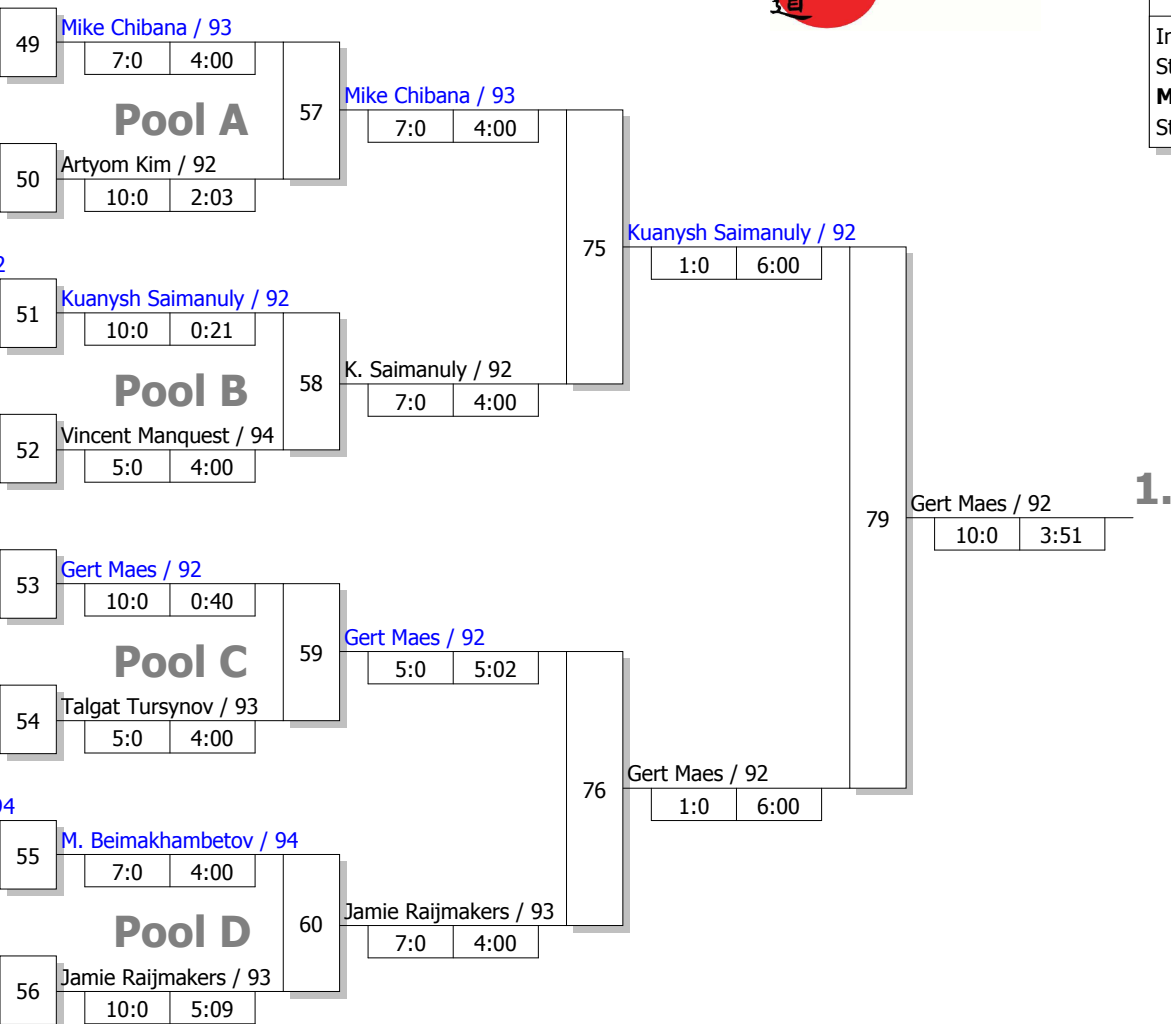 道
In
St
M
St
49
Mike Chibana / 93
7:0 4:00
Pool A
57
Mike Chibana / 93
7:0 4:00
50
Artyom Kim / 92
10:0 2:03
75
Kuanysh Saimanuly / 92
1:0 6:00
2
51
Kuanysh Saimanuly / 92
10:0 0:21
Pool B
58
K. Saimanuly / 92
7:0 4:00
52
Vincent Manquest / 94
5:0 4:00
79
Gert Maes / 92
10:0 3:51
1.
53
Gert Maes / 92
10:0 0:40
Pool C
59
Gert Maes / 92
5:0 5:02
54
Talgat Tursynov / 93
5:0 4:00
76
Gert Maes / 92
1:0 6:00
94
55
M. Beimakhambetov / 94
7:0 4:00
Pool D
60
Jamie Raijmakers / 93
7:0 4:00
56
Jamie Raijmakers / 93
10:0 5:09